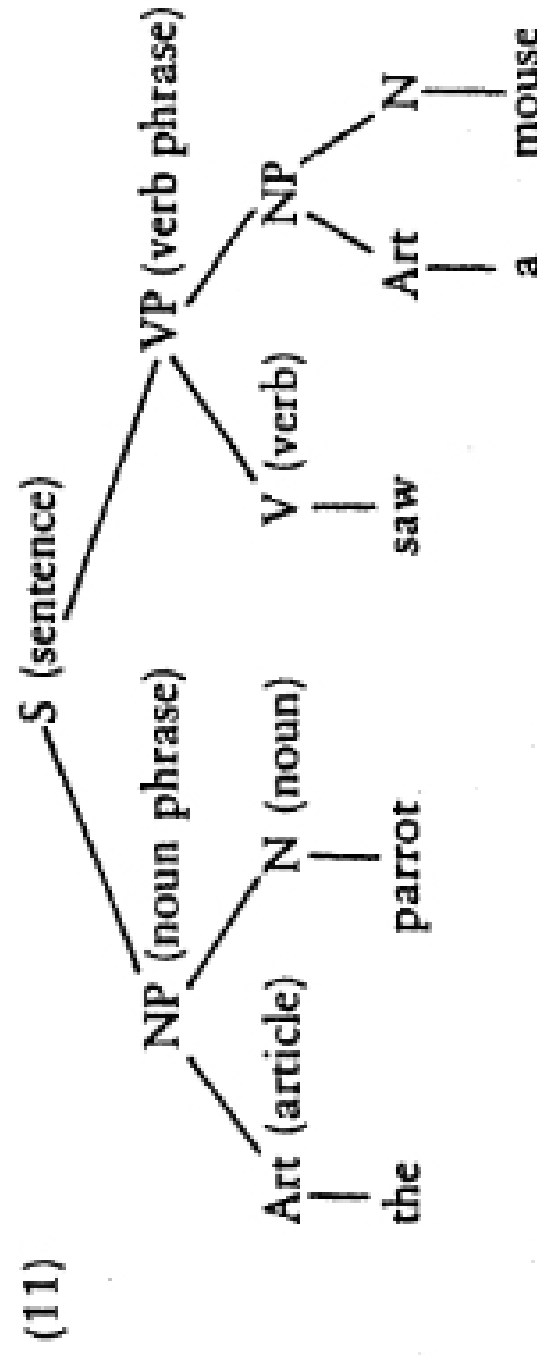 (11)
S (sentence)
NP (noun phrase) VP (verb phrase)
Art (article) N (noun) V (verb) NP
the parrot saw Art N
a mouse